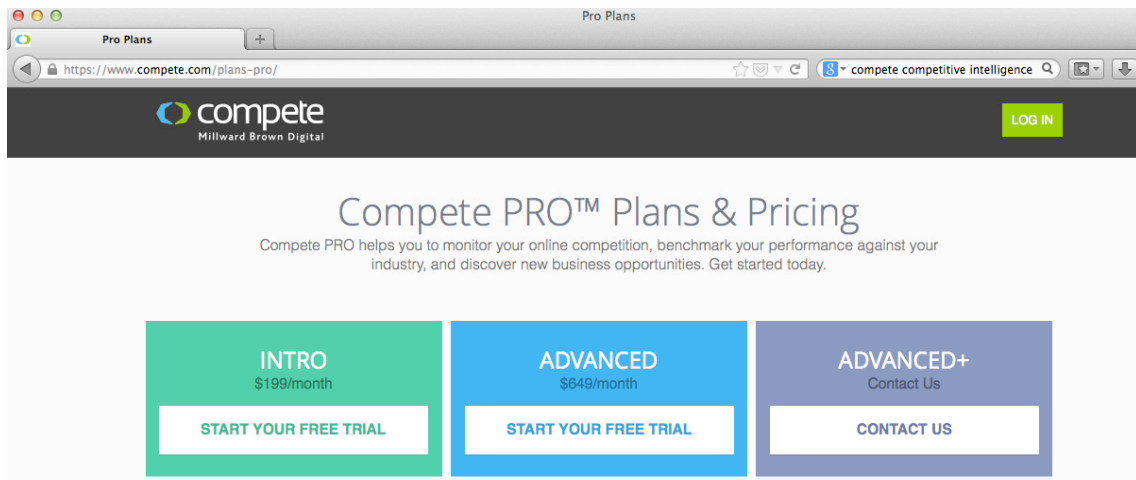 Pro Plans
Pro Plans
https://www.compete.com/plans-pro/
compete competitive intelligence
compete
Millward Brown Digital
LOG IN
Compete PRO™ Plans & Pricing
Compete PRO helps you to monitor your online competition, benchmark your performance against your
industry, and discover new business opportunities. Get started today.
INTRO
$199/month
START YOUR FREE TRIAL
ADVANCED
$649/month
START YOUR FREE TRIAL
ADVANCED+
Contact Us
CONTACT US